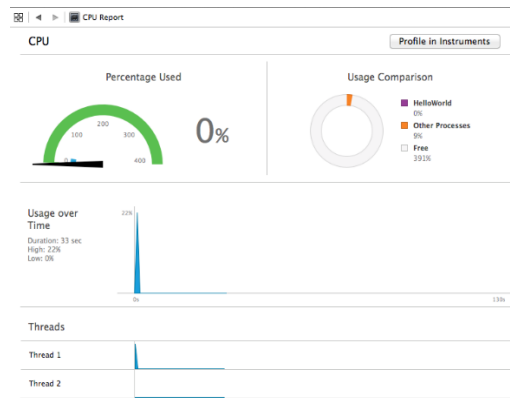 CPU Report
CPU
Profile in Instruments
Percentage Used
Usage Comparison
0 100 200 300 400
0%
HelloWorld
0%
Other Processes
9%
Free
391%
Usage over
Time
Duration: 33 sec
High: 22%
Low: 0%
22%
0s
130s
Threads
Thread 1
Thread 2